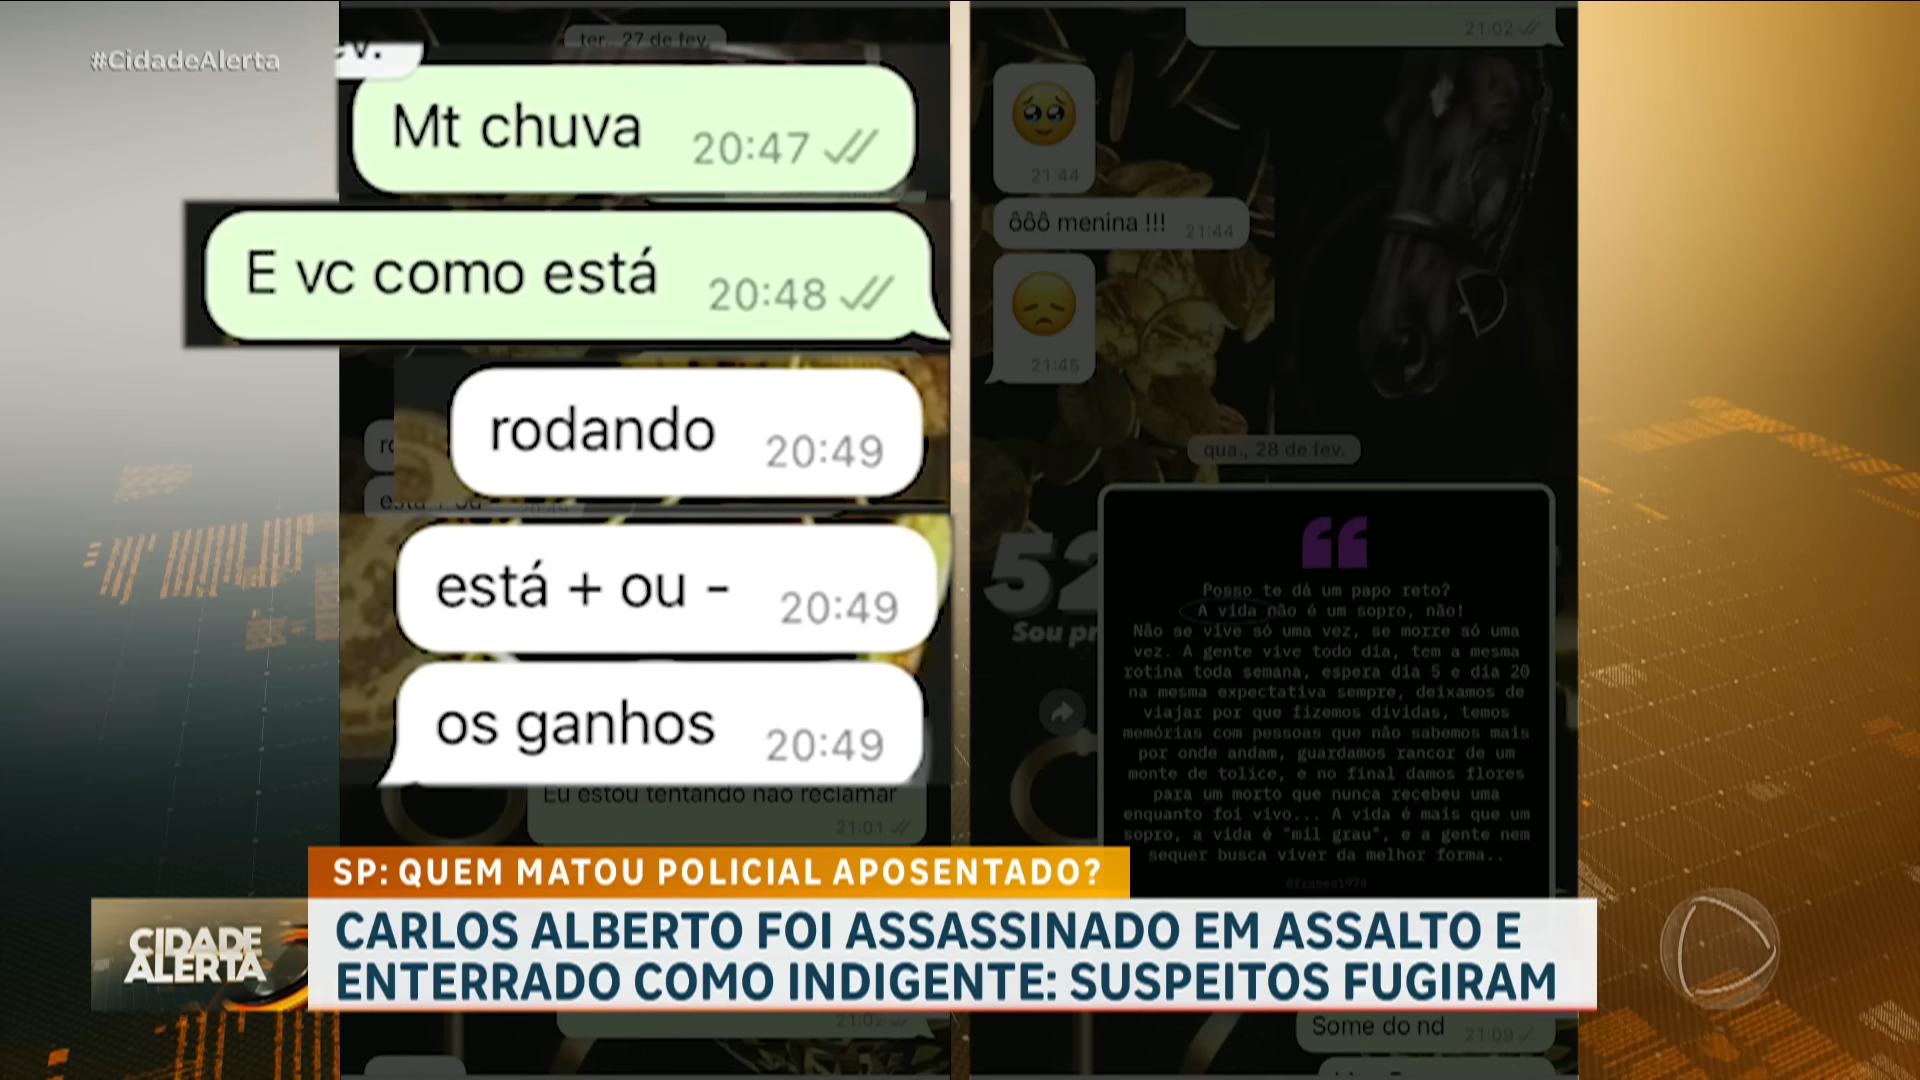 #CidadeAlerta
ter., 27 de fev.
Mt chuva 20:47
E vc como está 20:48
rodando 20:49
está + ou - 20:49
os ganhos 20:49
Eu estou tentando não reclamar
21:01
21:02
21:44
ôôô menina !!! 21:44
21:45
qua., 28 de fev.
Posso te dá um papo reto?
A vida não é um sopro, não!
Não se vive só uma vez, se morre só uma
vez. A gente vive todo dia, tem a mesma
rotina toda semana, espera dia 5 e dia 20
na mesma expectativa sempre, deixamos de
viajar por que fizemos dívidas, temos
memórias com pessoas que não sabemos mais
por onde andam, guardamos rancor de um
monte de tolice, e no final damos flores
para um morto que nunca recebeu uma
enquanto foi vivo... A vida é mais que um
sopro, a vida é "mil grau", e a gente nem
sequer busca viver da melhor forma..
@frases1974
52
Sou pr
Some do nd 21:09
SP: QUEM MATOU POLICIAL APOSENTADO?
CIDADE
ALERTA
CARLOS ALBERTO FOI ASSASSINADO EM ASSALTO E
ENTERRADO COMO INDIGENTE: SUSPEITOS FUGIRAM